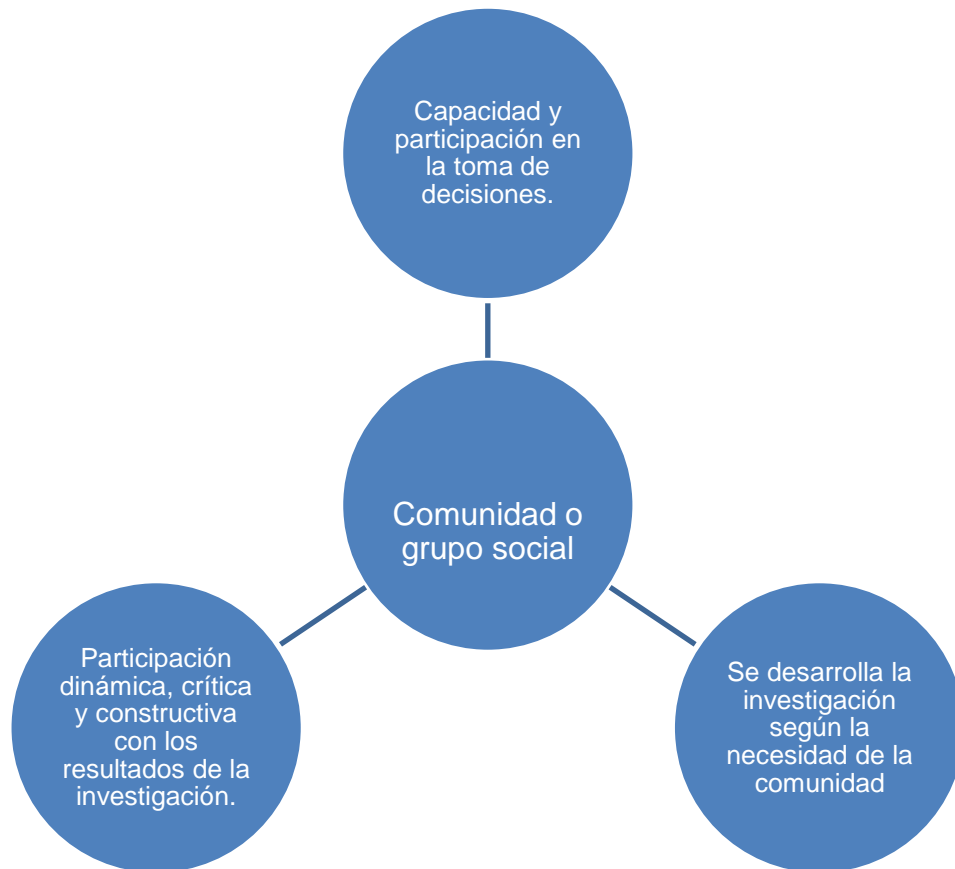 Capacidad y
participación en
la toma de
decisiones.
Comunidad o
grupo social
Participación
dinámica, crítica
y constructiva
con los
resultados de la
investigación.
Se desarrolla la
investigación
según la
necesidad de la
comunidad